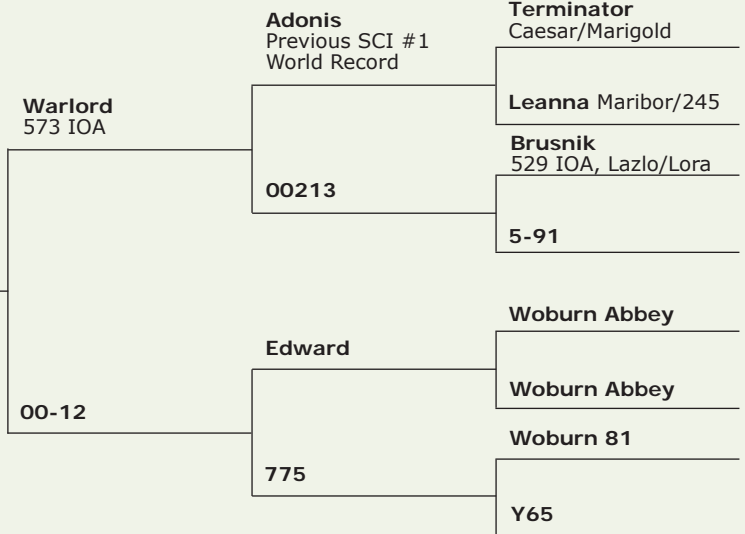 Terminator
Caesar/Marigold
Adonis
Previous SCI #1
World Record
Leanna Maribor/245
Warlord
573 IOA
Brusnik
529 IOA, Lazlo/Lora
00213
5-91
Woburn Abbey
Edward
Woburn Abbey
00-12
Woburn 81
775
Y65